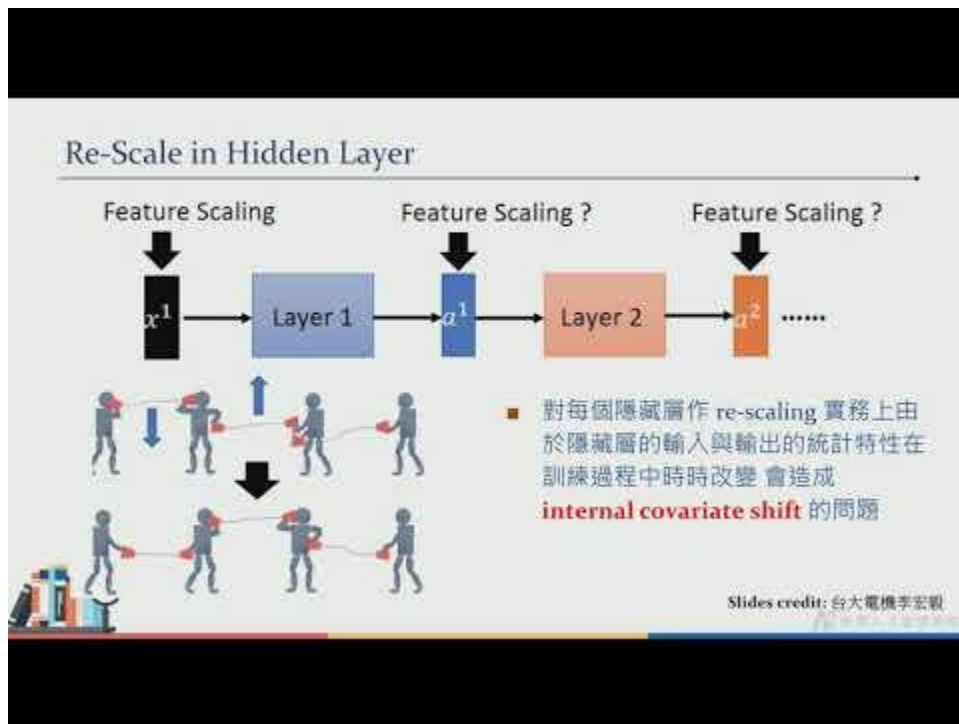 Re-Scale in Hidden Layer
Feature Scaling
Feature Scaling ?
Feature Scaling ?
x¹
Layer 1
a¹
Layer 2
a²
......
對每個隱藏層作 re-scaling 實務上由
於隱藏層的輸入與輸出的統計特性在
訓練過程中時時改變 會造成
internal covariate shift 的問題
Slides credit: 台大電機李宏毅